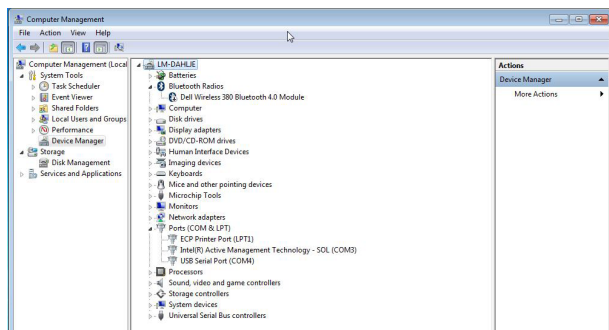 Computer Management
File Action View Help
Computer Management (Local
System Tools
Task Scheduler
Event Viewer
Shared Folders
Local Users and Groups
Performance
Device Manager
Storage
Disk Management
Services and Applications
LM-DAHLJE
Batteries
Bluetooth Radios
Dell Wireless 380 Bluetooth 4.0 Module
Computer
Disk drives
Display adapters
DVD/CD-ROM drives
Human Interface Devices
Imaging devices
Keyboards
Mice and other pointing devices
Microchip Tools
Monitors
Network adapters
Ports (COM & LPT)
ECP Printer Port (LPT1)
Intel(R) Active Management Technology - SOL (COM3)
USB Serial Port (COM4)
Processors
Sound, video and game controllers
Storage controllers
System devices
Universal Serial Bus controllers
Actions
Device Manager
More Actions